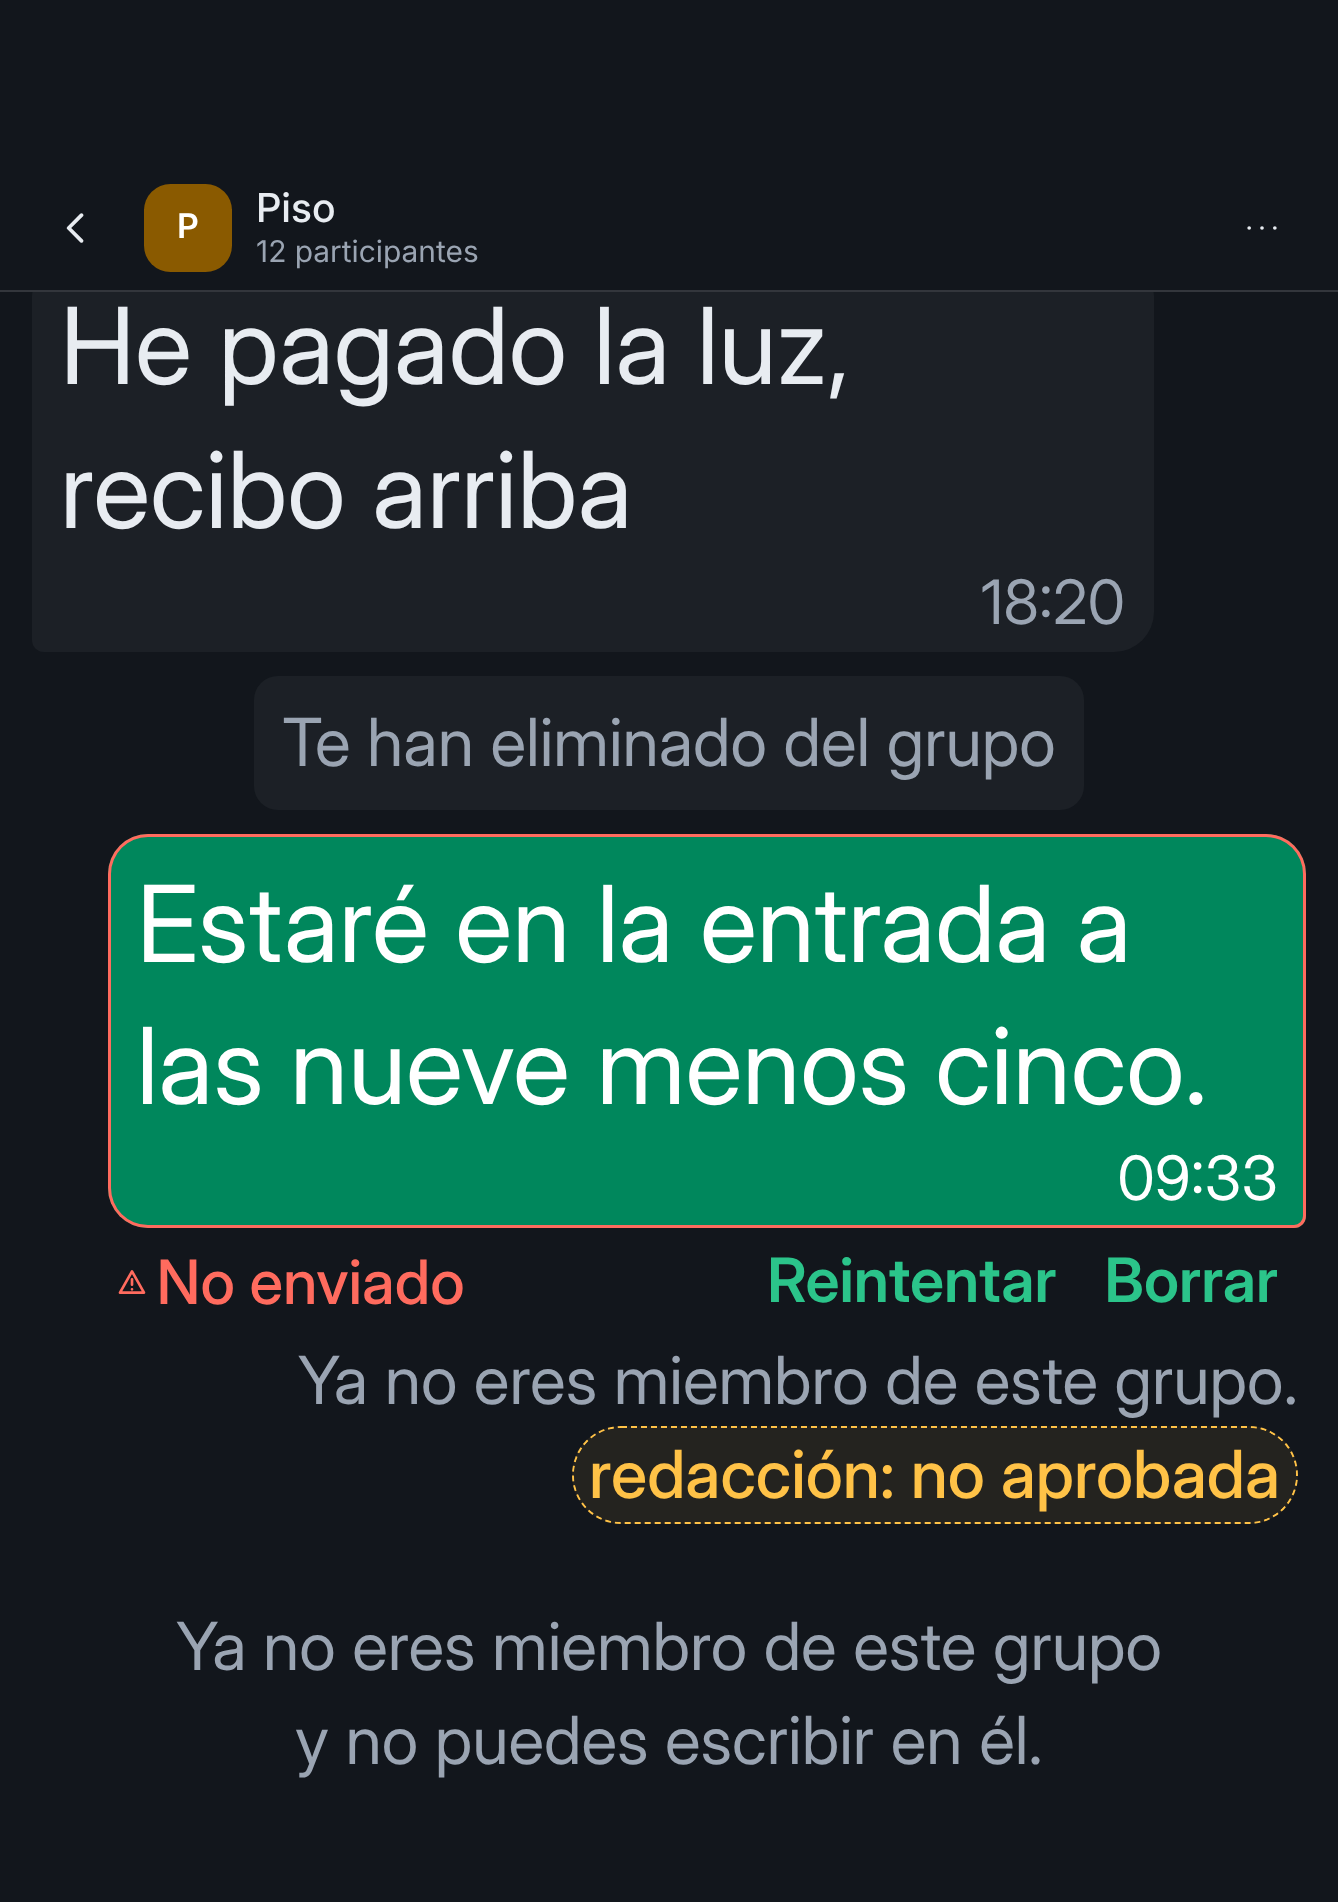 P
Piso
12 participantes
...
He pagado la luz,
recibo arriba
18:20
Te han eliminado del grupo
Estaré en la entrada a
las nueve menos cinco.
09:33
No enviado
Reintentar
Borrar
Ya no eres miembro de este grupo.
redacción: no aprobada
Ya no eres miembro de este grupo
y no puedes escribir en él.